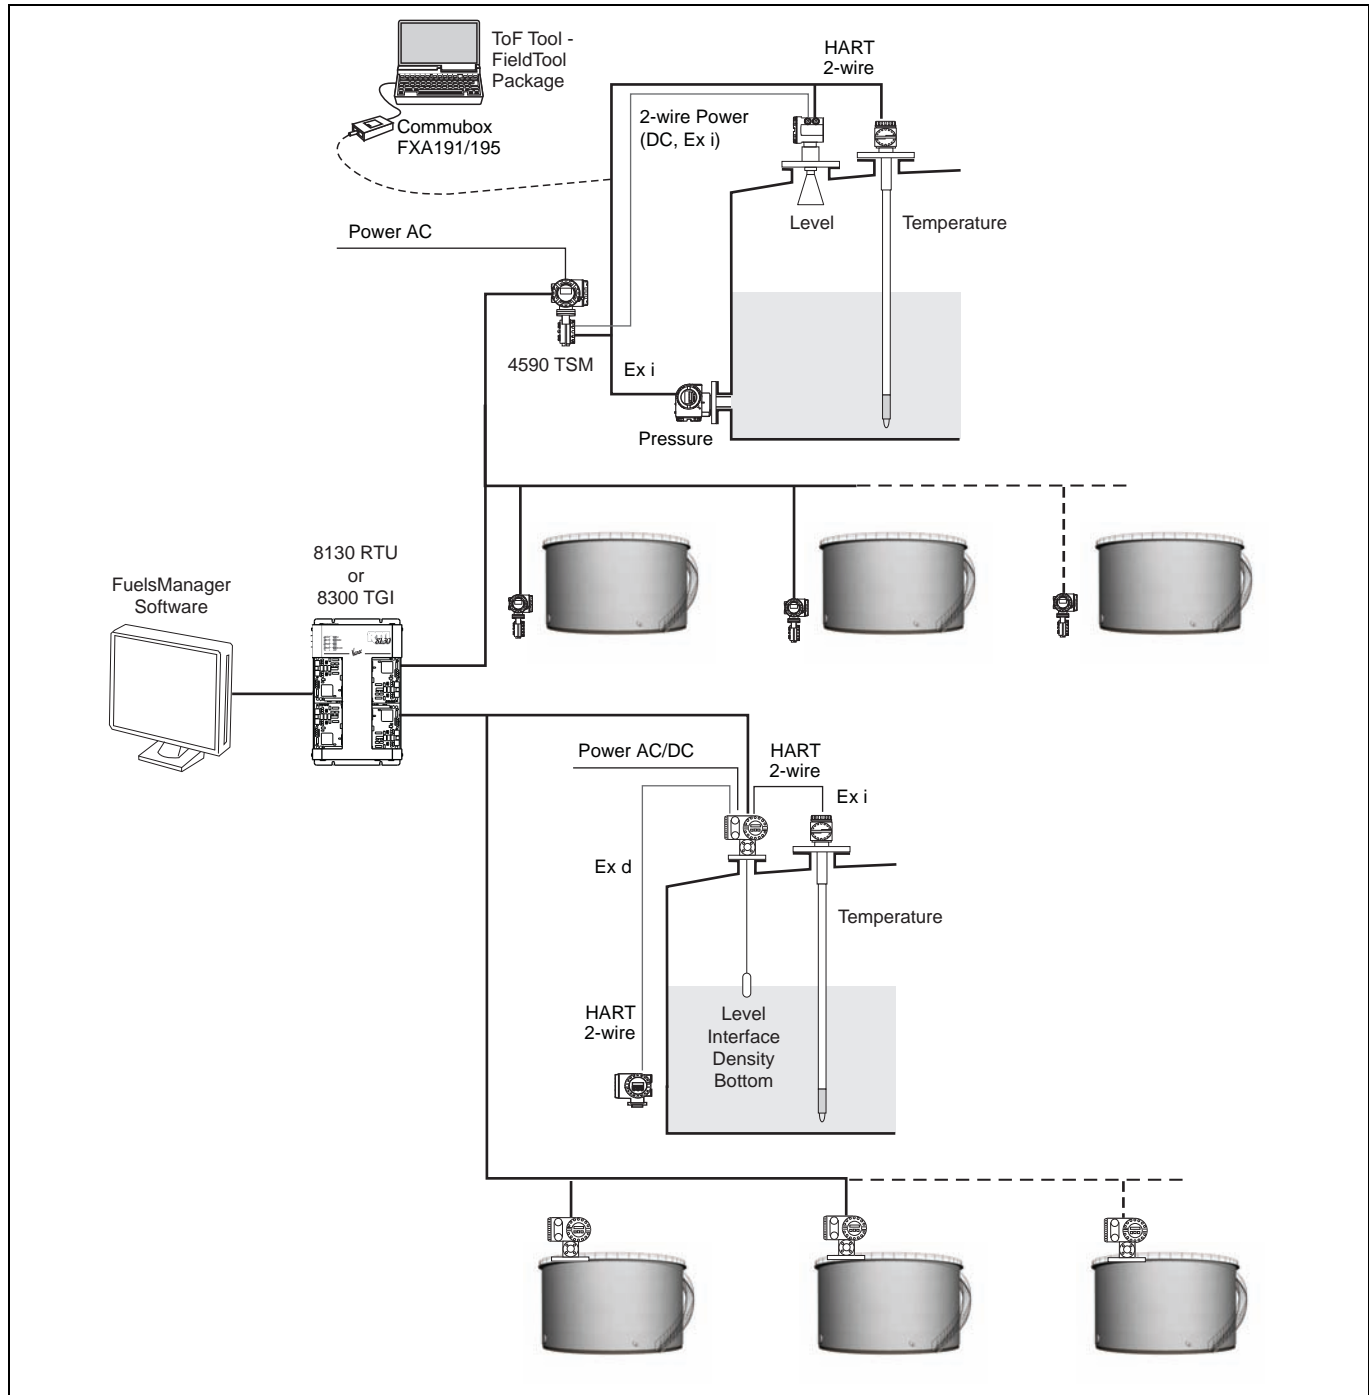 ToF Tool -
FieldTool
Package
HART
2-wire
Commubox
FXA191/195
2-wire Power
(DC, Ex i)
Power AC
Level
Temperature
4590 TSM
Ex i
Pressure
8130 RTU
or
8300 TGI
FuelsManager
Software
8130
Power AC/DC
HART
2-wire
Ex i
Ex d
Temperature
HART
2-wire
Level
Interface
Density
Bottom